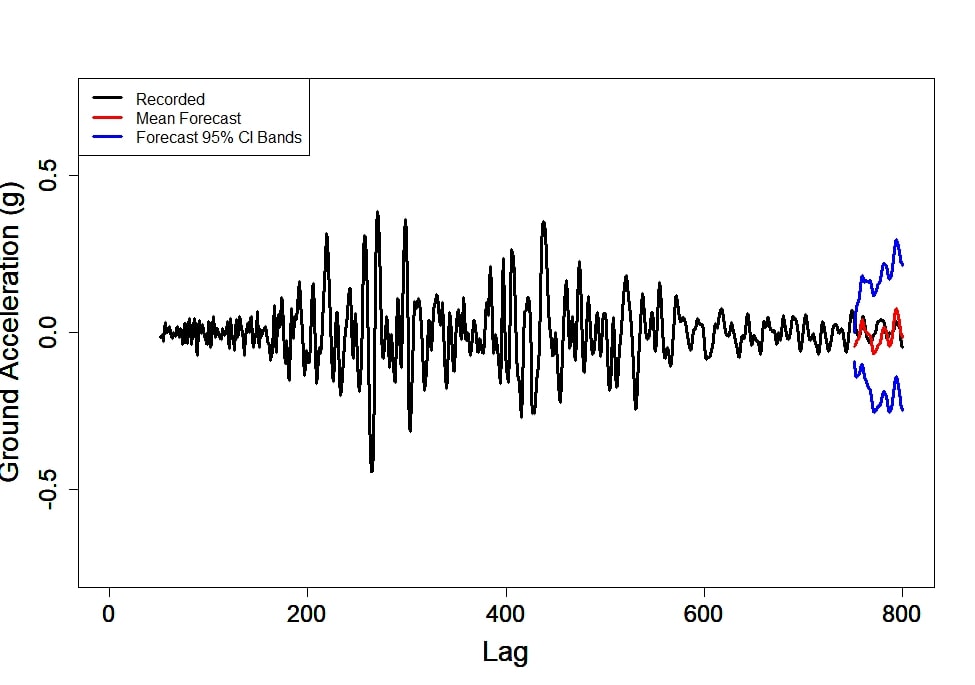 Recorded
Mean Forecast
Forecast 95% CI Bands
Ground Acceleration (g)
0.5
0.0
-0.5
0 200 400 600 800
Lag